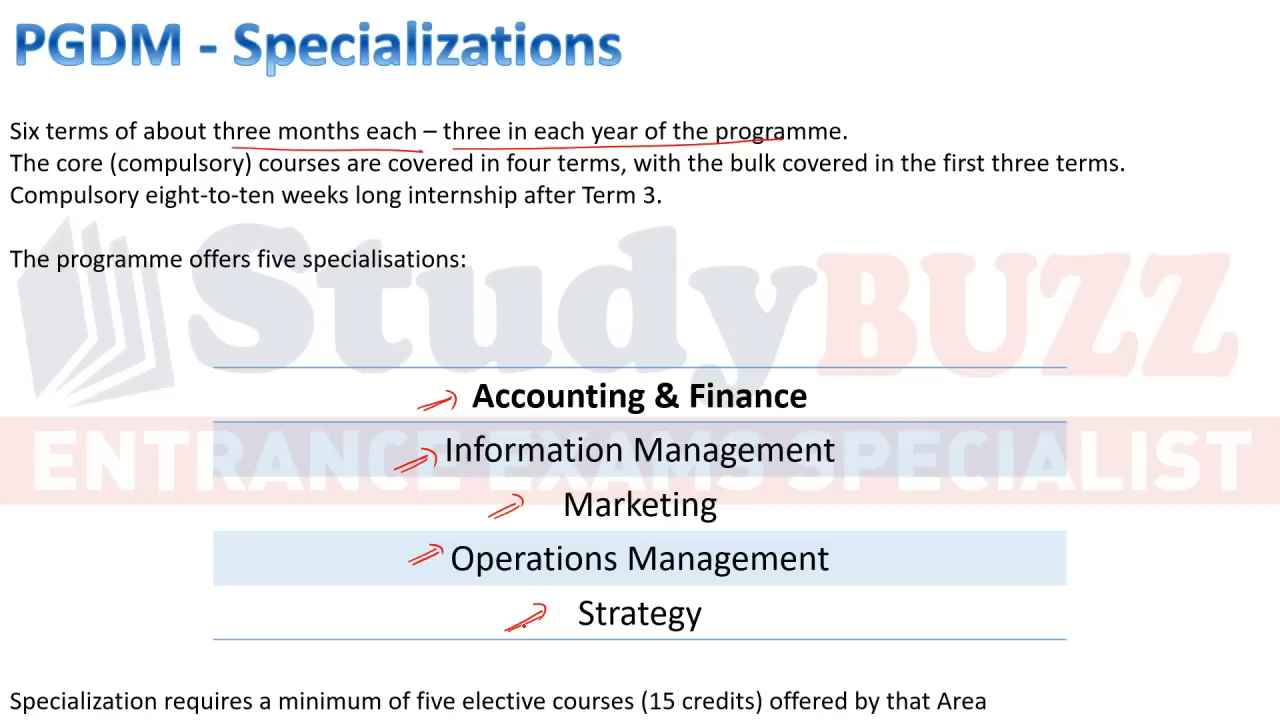 PGDM - Specializations
Six terms of about three months each – three in each year of the programme.
The core (compulsory) courses are covered in four terms, with the bulk covered in the first three terms.
Compulsory eight-to-ten weeks long internship after Term 3.
The programme offers five specialisations:
StudyBUZZ
Accounting & Finance
Information Management
ENTRANCE EXAMS SPECIALIST
Marketing
Operations Management
Strategy
Specialization requires a minimum of five elective courses (15 credits) offered by that Area